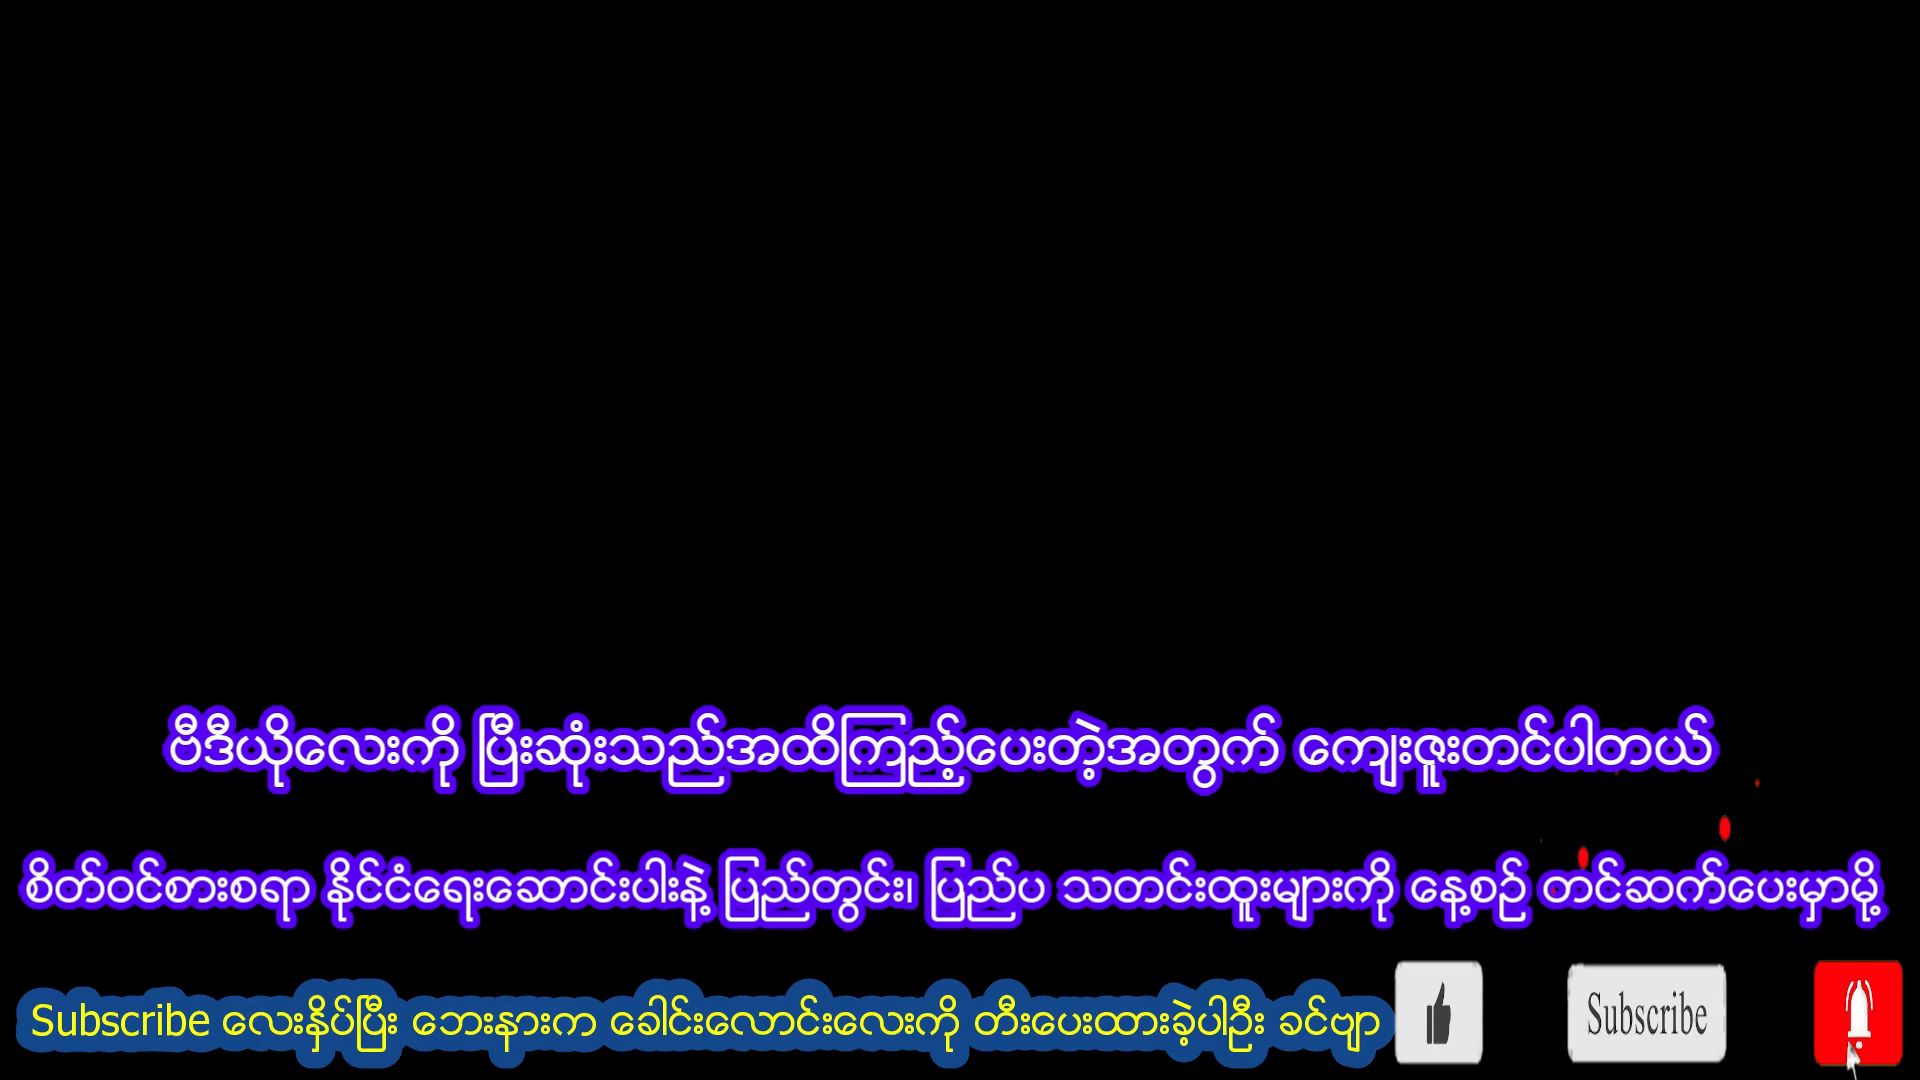 ဗီဒီယိုလေးကို ပြီးဆုံးသည်အထိကြည့်ပေးတဲ့အတွက် ကျေးဇူးတင်ပါတယ်
စိတ်ဝင်စားစရာ နိုင်ငံရေးဆောင်းပါးနဲ့ ပြည်တွင်း၊ ပြည်ပ သတင်းထူးများကို နေ့စဉ် တင်ဆက်ပေးမှာမို့
Subscribe လေးနှိပ်ပြီး ဘေးနားက ခေါင်းလောင်းလေးကို တီးပေးထားခဲ့ပါဦး ခင်ဗျာ
Subscribe